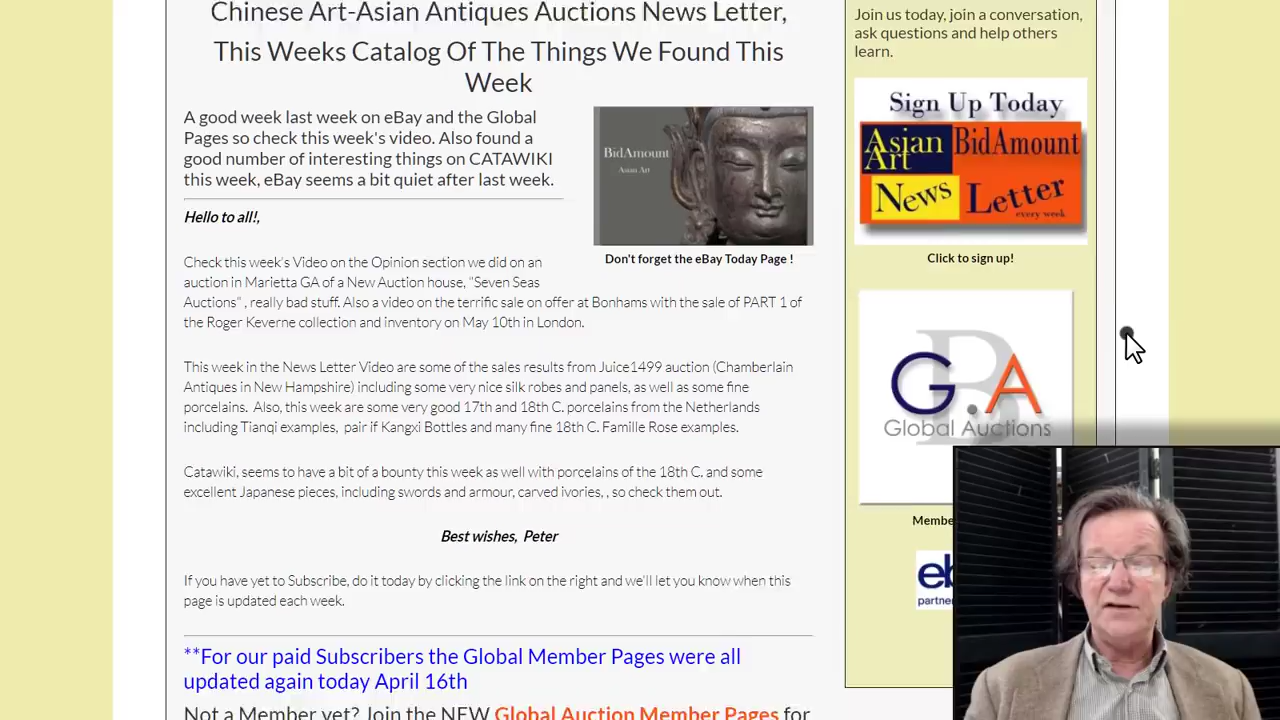 Chinese Art-Asian Antiques Auctions News Letter,
This Weeks Catalog Of The Things We Found This
Week
A good week last week on eBay and the Global
Pages so check this week's video. Also found a
good number of interesting things on CATAWIKI
this week, eBay seems a bit quiet after last week.
BidAmount
Asian Art
Don't forget the eBay Today Page !
Hello to all!,
Check this week's Video on the Opinion section we did on an
auction in Marietta GA of a New Auction house, "Seven Seas
Auctions" , really bad stuff. Also a video on the terrific sale on offer at Bonhams with the sale of PART 1 of
the Roger Keverne collection and inventory on May 10th in London.
This week in the News Letter Video are some of the sales results from Juice1499 auction (Chamberlain
Antiques in New Hampshire) including some very nice silk robes and panels, as well as some fine
porcelains. Also, this week are some very good 17th and 18th C. porcelains from the Netherlands
including Tianqi examples, pair if Kangxi Bottles and many fine 18th C. Famille Rose examples.
Catawiki, seems to have a bit of a bounty this week as well with porcelains of the 18th C, and some
excellent Japanese pieces, including swords and armour, carved ivories, , so check them out.
Best wishes, Peter
If you have yet to Subscribe, do it today by clicking the link on the right and we'll let you know when this
page is updated each week.
**For our paid Subscribers the Global Member Pages were all
updated again today April 16th
Not a Member yet? Join the NEW Global Auction Member Pages for
Join us today, join a conversation,
ask questions and help others
learn.
Sign Up Today
Asian Art BidAmount
News Letter
every week
Click to sign up!
G.A
Global Auctions
Membe
eb
partner